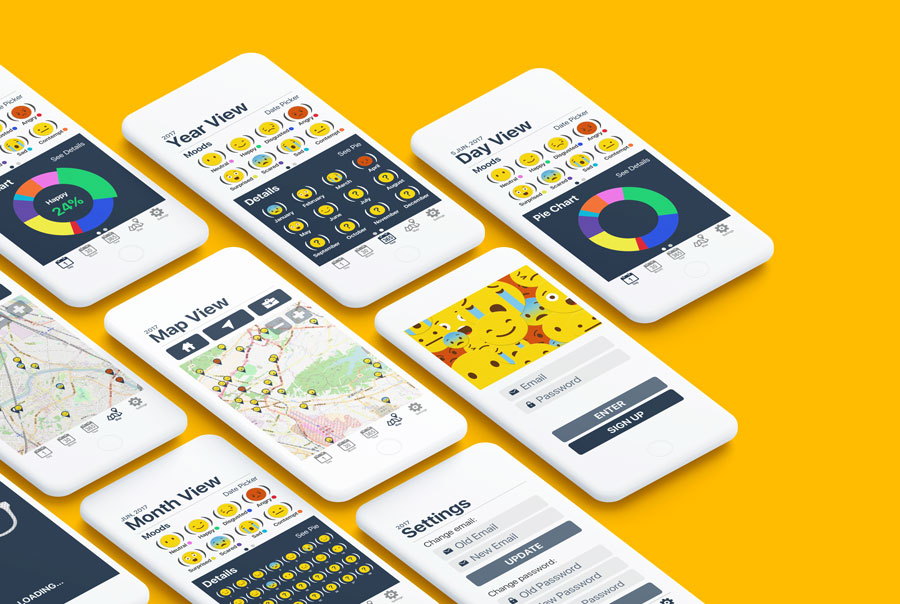 Date Picker
Angry
Disgusted
Contempt
Sad
See Details
Chart
Happy
24%
2017
Year View
Date Picker
Moods
Neutral
Happy
Disgusted
Angry
Surprised
Scared
Sad
Contempt
Details
See Pie
January
February
March
April
May
June
July
August
September
October
November
December
5 JUN, 2017
Day View
Date Picker
Moods
Neutral
Happy
Disgusted
Angry
Surprised
Scared
Sad
Contempt
Pie Chart
See Details
2017
Map View
Email
Password
ENTER
SIGN UP
LOADING...
JUN, 2017
Month View
Date Picker
Moods
Neutral
Happy
Disgusted
Angry
Surprised
Scared
Sad
Contempt
Details
See Pie
2017
Settings
Change email:
Old Email
New Email
UPDATE
Change password:
Old Password
New Password
Password